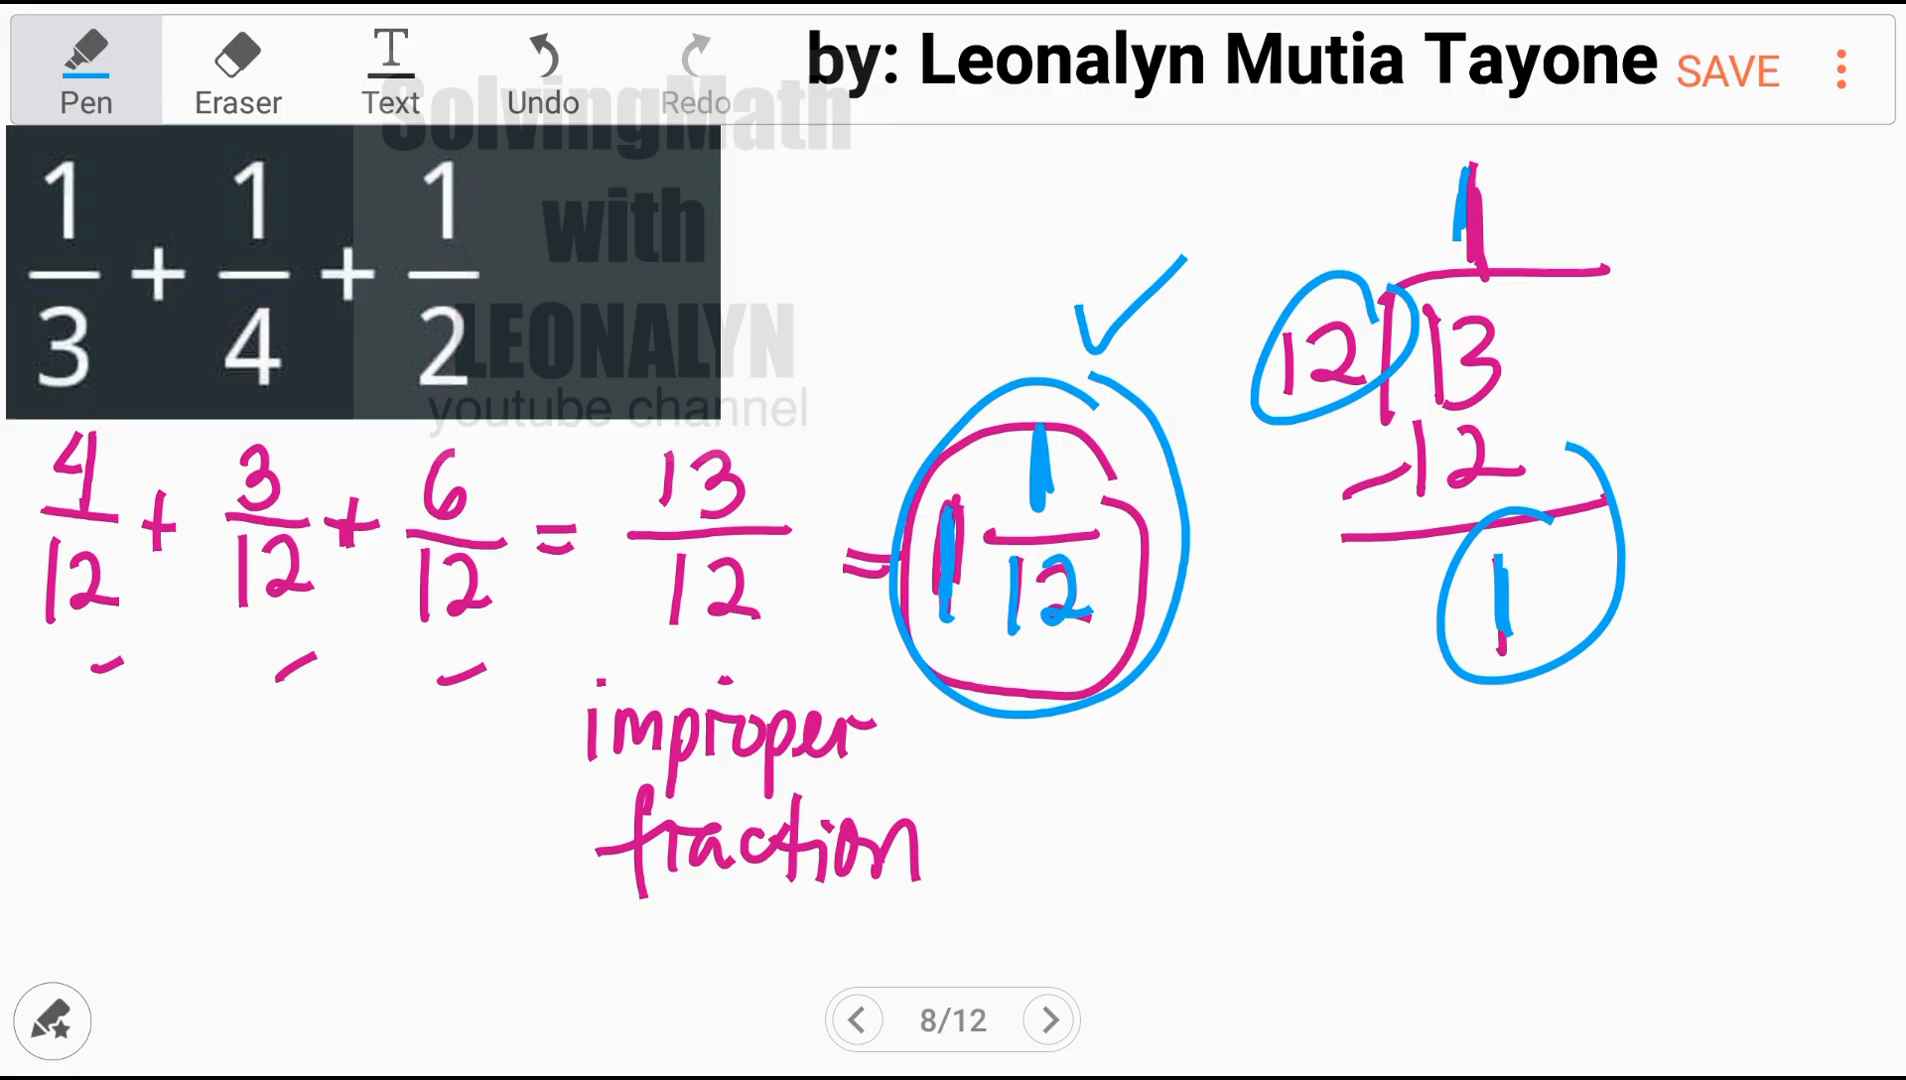 Pen Eraser Text Undo Redo by: Leonalyn Mutia Tayone SAVE
SolvingMath
with
LEONALYN
youtube channel
1/3 + 1/4 + 1/2
4/12 + 3/12 + 6/12 = 13/12 = 1 1/12
improper
fraction
1
12 13
-12
1
8/12